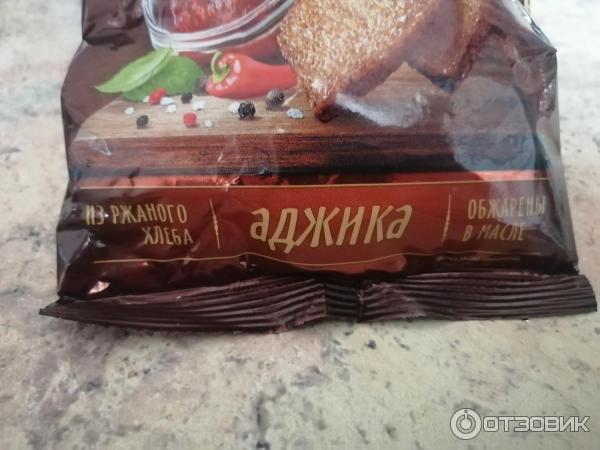 ИЗ РЖАНОГО
ХЛЕБА
аджика
ОБЖАРЕНЫ
В МАСЛЕ
ОТЗОВИК